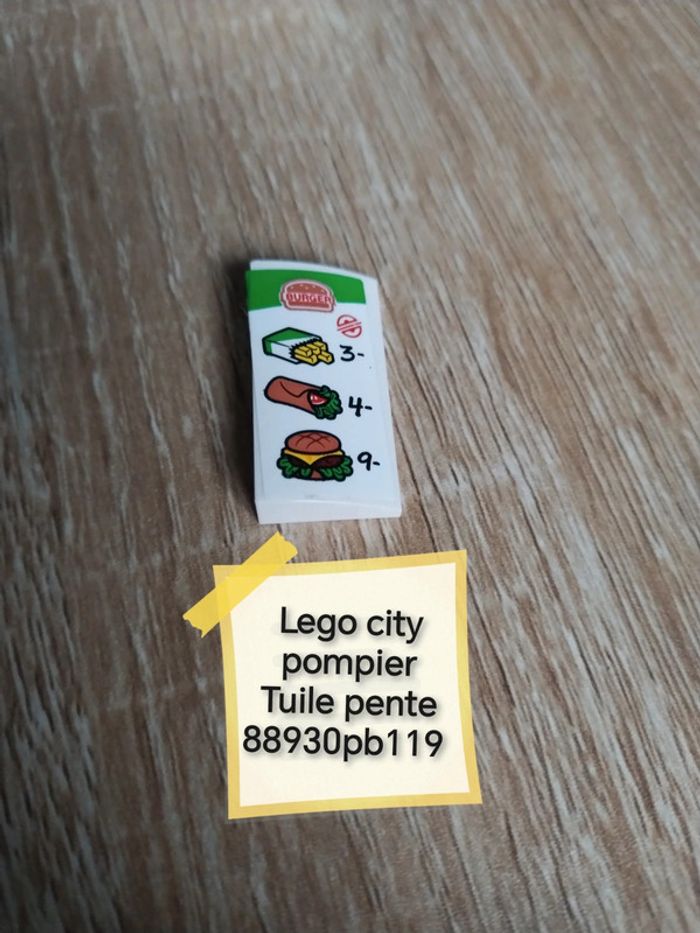 BURGER
3-
4-
9-
Lego city
pompier
Tuile pente
88930pb119